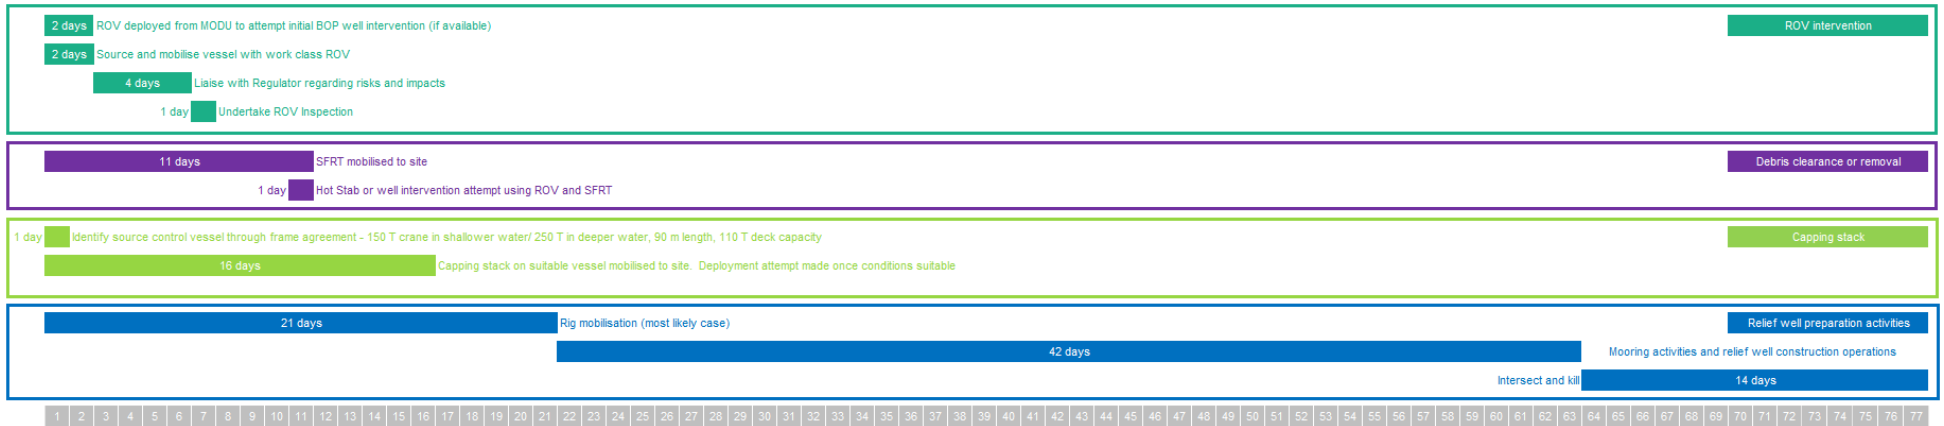 2 days ROV deployed from MODU to attempt initial BOP well intervention (if available) ROV intervention
2 days Source and mobilise vessel with work class ROV
4 days Liaise with Regulator regarding risks and impacts
1 day Undertake ROV Inspection
11 days SFRT mobilised to site Debris clearance or removal
1 day Hot Stab or well intervention attempt using ROV and SFRT
1 day Identify source control vessel through frame agreement - 150 T crane in shallower water/ 250 T in deeper water, 90 m length, 110 T deck capacity Capping stack
16 days Capping stack on suitable vessel mobilised to site. Deployment attempt made once conditions suitable
21 days Rig mobilisation (most likely case) Relief well preparation activities
42 days Mooring activities and relief well construction operations
Intersect and kill 14 days
1 2 3 4 5 6 7 8 9 10 11 12 13 14 15 16 17 18 19 20 21 22 23 24 25 26 27 28 29 30 31 32 33 34 35 36 37 38 39 40 41 42 43 44 45 46 47 48 49 50 51 52 53 54 55 56 57 58 59 60 61 62 63 64 65 66 67 68 69 70 71 72 73 74 75 76 77